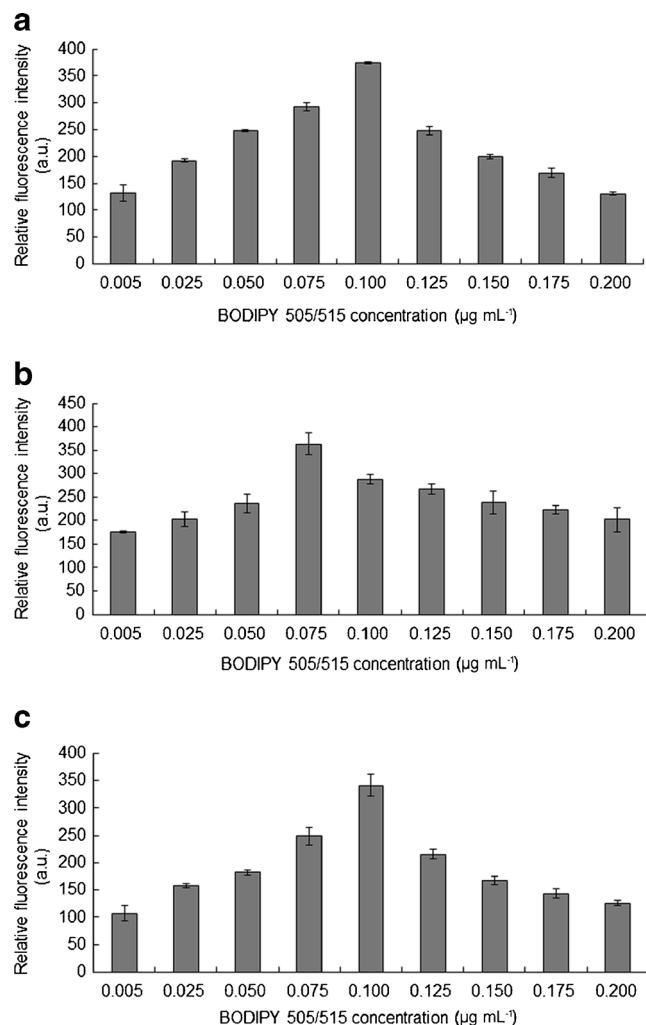 a
Relative fluorescence intensity
(a.u.)
400
350
300
250
200
150
100
50
0
0.005 0.025 0.050 0.075 0.100 0.125 0.150 0.175 0.200
BODIPY 505/515 concentration (µg mL⁻¹)
b
Relative fluorescence intensity
(a.u.)
450
400
350
300
250
200
150
100
50
0
0.005 0.025 0.050 0.075 0.100 0.125 0.150 0.175 0.200
BODIPY 505/515 concentration (µg mL⁻¹)
c
Relative fluorescence intensity
(a.u.)
400
350
300
250
200
150
100
50
0
0.005 0.025 0.050 0.075 0.100 0.125 0.150 0.175 0.200
BODIPY 505/515 concentration (µg mL⁻¹)